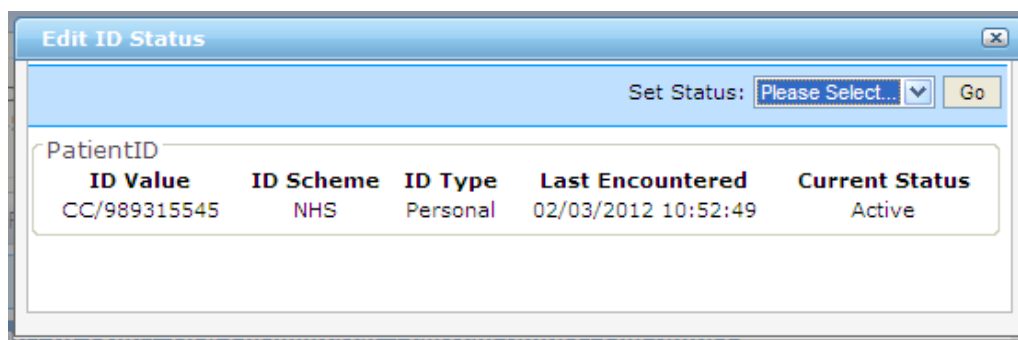 Edit ID Status
Set Status: Please Select... Go
PatientID
ID Value ID Scheme ID Type Last Encountered Current Status
CC/989315545 NHS Personal 02/03/2012 10:52:49 Active